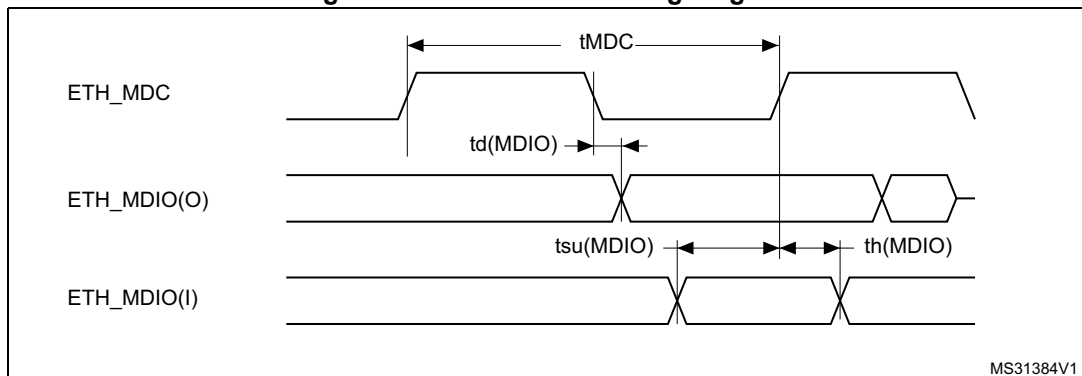 tMDC
ETH_MDC
td(MDIO)
ETH_MDIO(O)
tsu(MDIO) th(MDIO)
ETH_MDIO(I)
MS31384V1